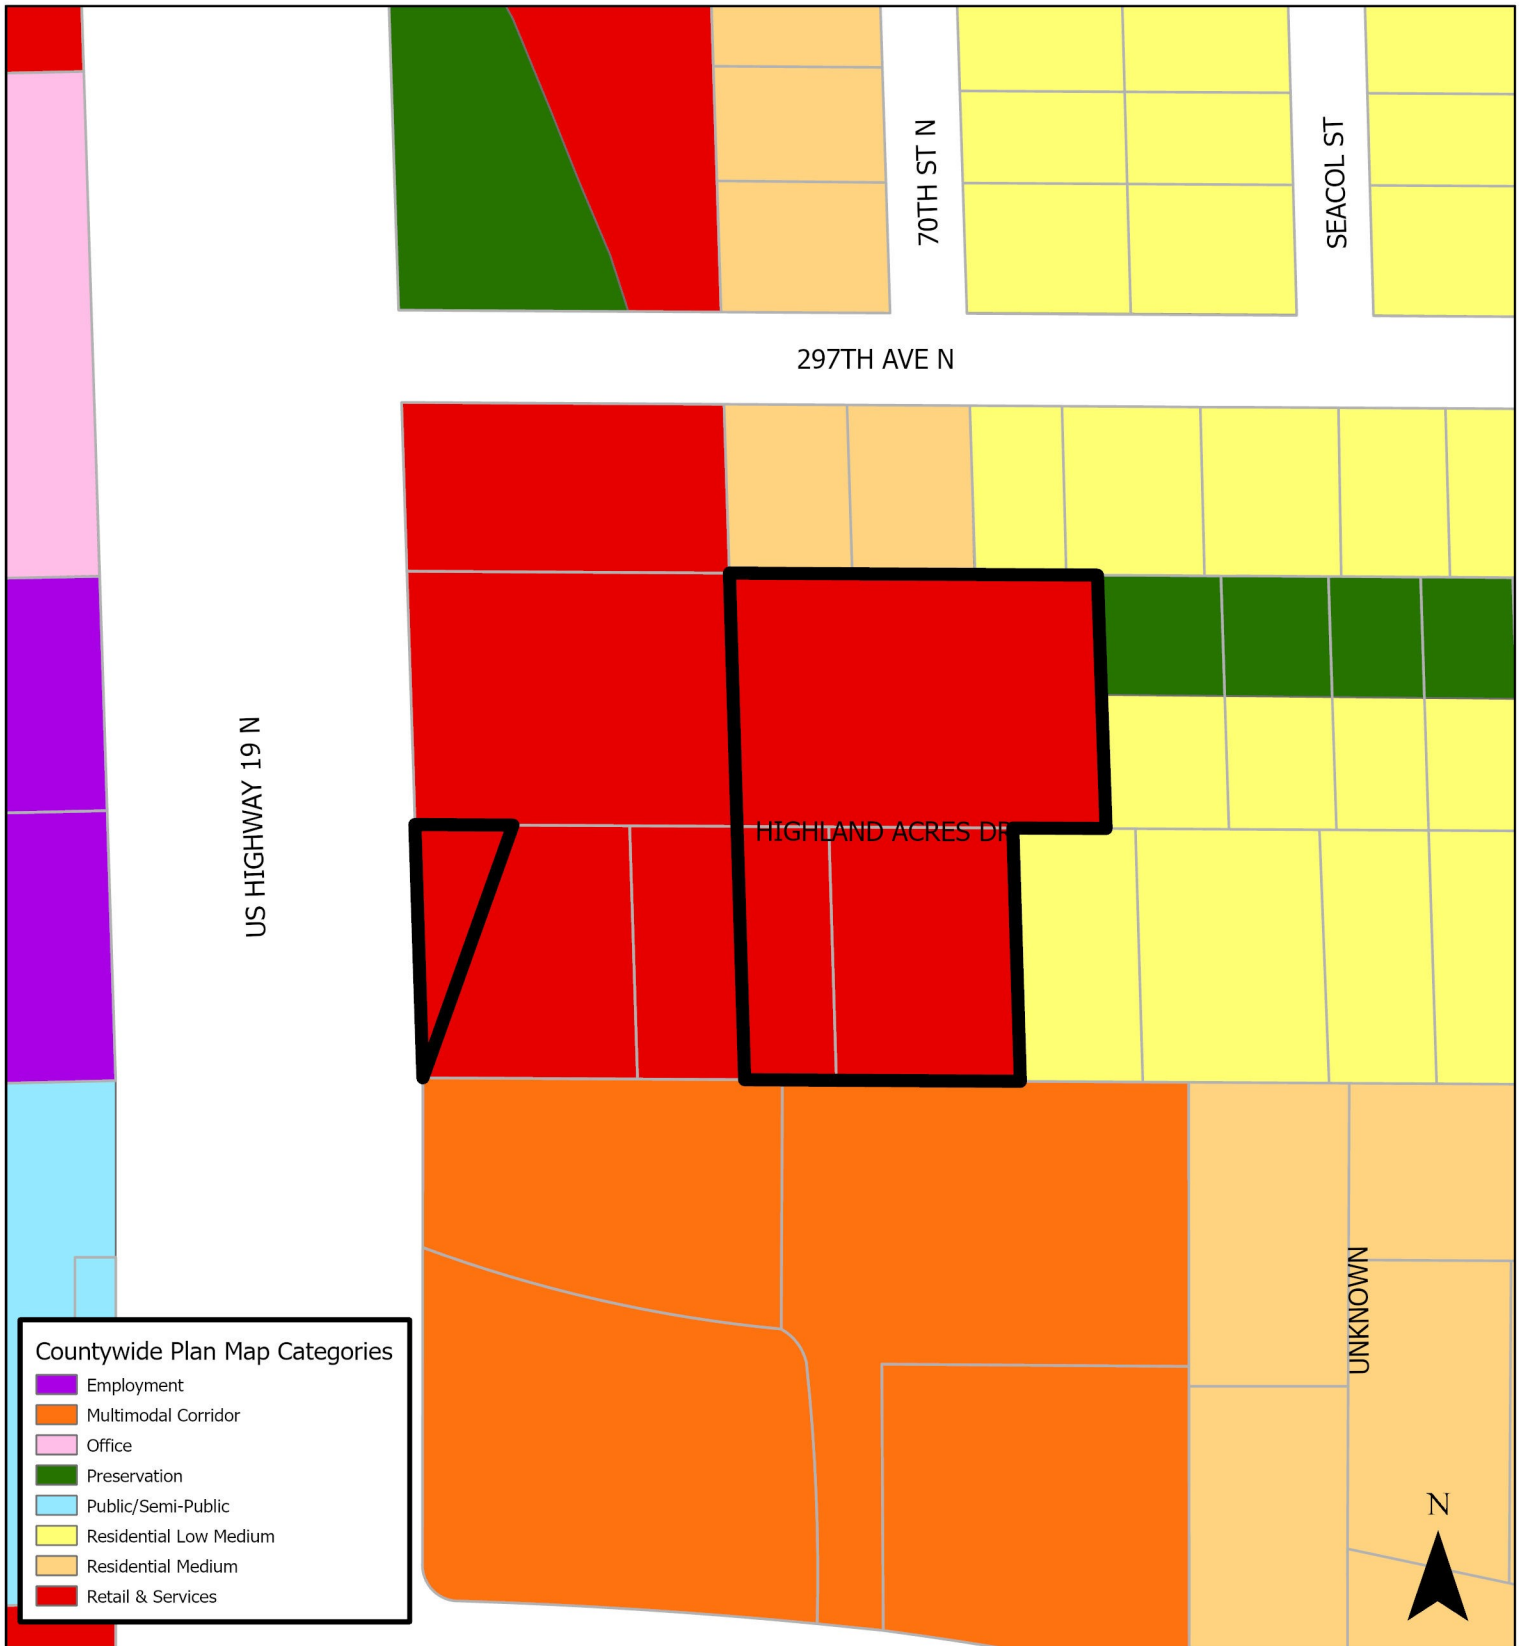 70TH ST N
SEACOL ST
297TH AVE N
US HIGHWAY 19 N
HIGHLAND ACRES DR
UNKNOWN
Countywide Plan Map Categories
Employment
Multimodal Corridor
Office
Preservation
Public/Semi-Public
Residential Low Medium
Residential Medium
Retail & Services
N